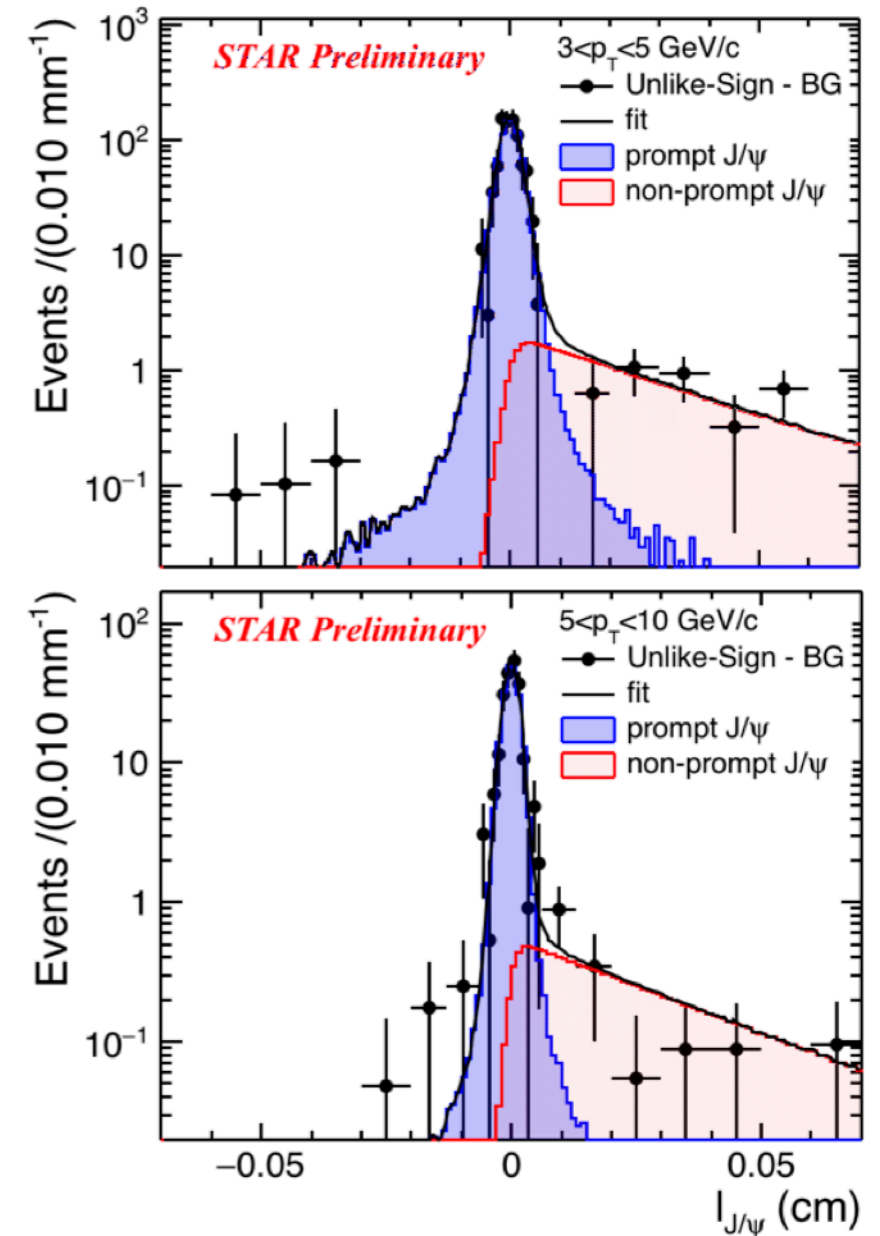 10³
STAR Preliminary
3<p_T<5 GeV/c
Unlike-Sign - BG
fit
prompt J/ψ
non-prompt J/ψ
10²
10
1
10⁻¹
Events /(0.010 mm⁻¹)
STAR Preliminary
5<p_T<10 GeV/c
Unlike-Sign - BG
fit
prompt J/ψ
non-prompt J/ψ
10²
10
1
10⁻¹
Events /(0.010 mm⁻¹)
−0.05 0 0.05
l_J/ψ (cm)